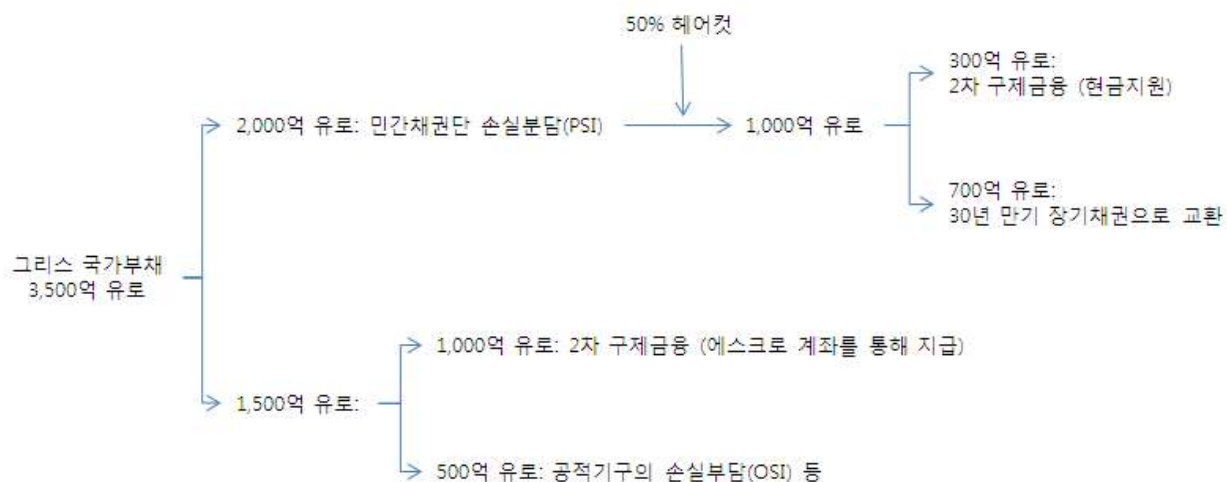 50% 헤어컷
300억 유로:
2차 구제금융 (현금지원)
2,000억 유로: 민간채권단 손실분담(PSI)
1,000억 유로
700억 유로:
30년 만기 장기채권으로 교환
그리스 국가부채
3,500억 유로
1,000억 유로: 2차 구제금융 (에스크로 계좌를 통해 지급)
1,500억 유로:
500억 유로: 공적기구의 손실부담(OSI) 등